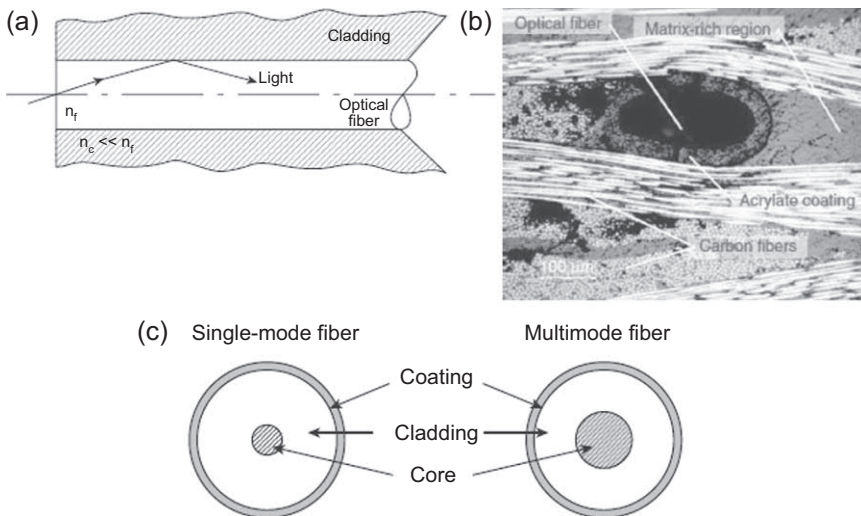 (a)
Cladding
Light
n_f
Optical
fiber
n_c << n_f
(b)
Optical fiber
Matrix-rich region
Acrylate coating
Carbon fibers
100 μm
(c)
Single-mode fiber
Multimode fiber
Coating
Cladding
Core